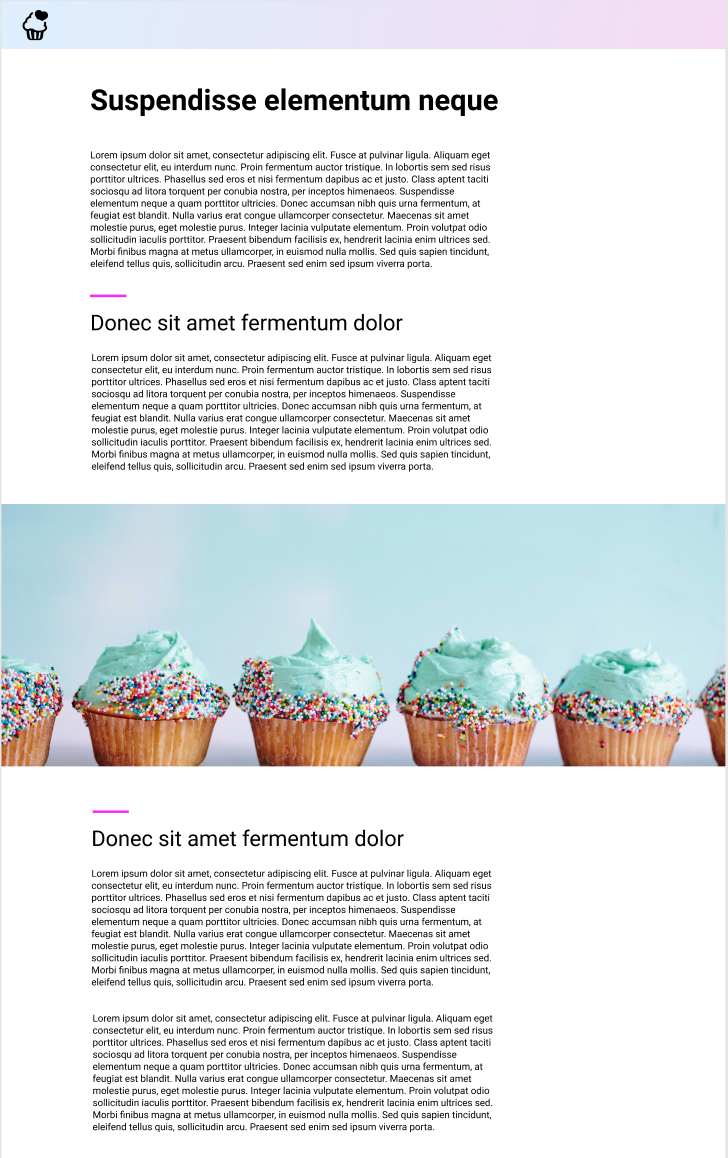 Suspendisse elementum neque
Lorem ipsum dolor sit amet, consectetur adipiscing elit. Fusce at pulvinar ligula. Aliquam eget
consectetur elit, eu interdum nunc. Proin fermentum auctor tristique. In lobortis sem sed risus
porttitor ultrices. Phasellus sed eros et nisi fermentum dapibus ac et justo. Class aptent taciti
sociosqu ad litora torquent per conubia nostra, per inceptos himenaeos. Suspendisse
elementum neque a quam porttitor ultricies. Donec accumsan nibh quis urna fermentum, at
feugiat est blandit. Nulla varius erat congue ullamcorper consectetur. Maecenas sit amet
molestie purus, eget molestie purus. Integer lacinia vulputate elementum. Proin volutpat odio
sollicitudin iaculis porttitor. Praesent bibendum facilisis ex, hendrerit lacinia enim ultrices sed.
Morbi finibus magna at metus ullamcorper, in euismod nulla mollis. Sed quis sapien tincidunt,
eleifend tellus quis, sollicitudin arcu. Praesent sed enim sed ipsum viverra porta.
Donec sit amet fermentum dolor
Lorem ipsum dolor sit amet, consectetur adipiscing elit. Fusce at pulvinar ligula. Aliquam eget
consectetur elit, eu interdum nunc. Proin fermentum auctor tristique. In lobortis sem sed risus
porttitor ultrices. Phasellus sed eros et nisi fermentum dapibus ac et justo. Class aptent taciti
sociosqu ad litora torquent per conubia nostra, per inceptos himenaeos. Suspendisse
elementum neque a quam porttitor ultricies. Donec accumsan nibh quis urna fermentum, at
feugiat est blandit. Nulla varius erat congue ullamcorper consectetur. Maecenas sit amet
molestie purus, eget molestie purus. Integer lacinia vulputate elementum. Proin volutpat odio
sollicitudin iaculis porttitor. Praesent bibendum facilisis ex, hendrerit lacinia enim ultrices sed.
Morbi finibus magna at metus ullamcorper, in euismod nulla mollis. Sed quis sapien tincidunt,
eleifend tellus quis, sollicitudin arcu. Praesent sed enim sed ipsum viverra porta.
Donec sit amet fermentum dolor
Lorem ipsum dolor sit amet, consectetur adipiscing elit. Fusce at pulvinar ligula. Aliquam eget
consectetur elit, eu interdum nunc. Proin fermentum auctor tristique. In lobortis sem sed risus
porttitor ultrices. Phasellus sed eros et nisi fermentum dapibus ac et justo. Class aptent taciti
sociosqu ad litora torquent per conubia nostra, per inceptos himenaeos. Suspendisse
elementum neque a quam porttitor ultricies. Donec accumsan nibh quis urna fermentum, at
feugiat est blandit. Nulla varius erat congue ullamcorper consectetur. Maecenas sit amet
molestie purus, eget molestie purus. Integer lacinia vulputate elementum. Proin volutpat odio
sollicitudin iaculis porttitor. Praesent bibendum facilisis ex, hendrerit lacinia enim ultrices sed.
Morbi finibus magna at metus ullamcorper, in euismod nulla mollis. Sed quis sapien tincidunt,
eleifend tellus quis, sollicitudin arcu. Praesent sed enim sed ipsum viverra porta.
Lorem ipsum dolor sit amet, consectetur adipiscing elit. Fusce at pulvinar ligula. Aliquam eget
consectetur elit, eu interdum nunc. Proin fermentum auctor tristique. In lobortis sem sed risus
porttitor ultrices. Phasellus sed eros et nisi fermentum dapibus ac et justo. Class aptent taciti
sociosqu ad litora torquent per conubia nostra, per inceptos himenaeos. Suspendisse
elementum neque a quam porttitor ultricies. Donec accumsan nibh quis urna fermentum, at
feugiat est blandit. Nulla varius erat congue ullamcorper consectetur. Maecenas sit amet
molestie purus, eget molestie purus. Integer lacinia vulputate elementum. Proin volutpat odio
sollicitudin iaculis porttitor. Praesent bibendum facilisis ex, hendrerit lacinia enim ultrices sed.
Morbi finibus magna at metus ullamcorper, in euismod nulla mollis. Sed quis sapien tincidunt,
eleifend tellus quis, sollicitudin arcu. Praesent sed enim sed ipsum viverra porta.